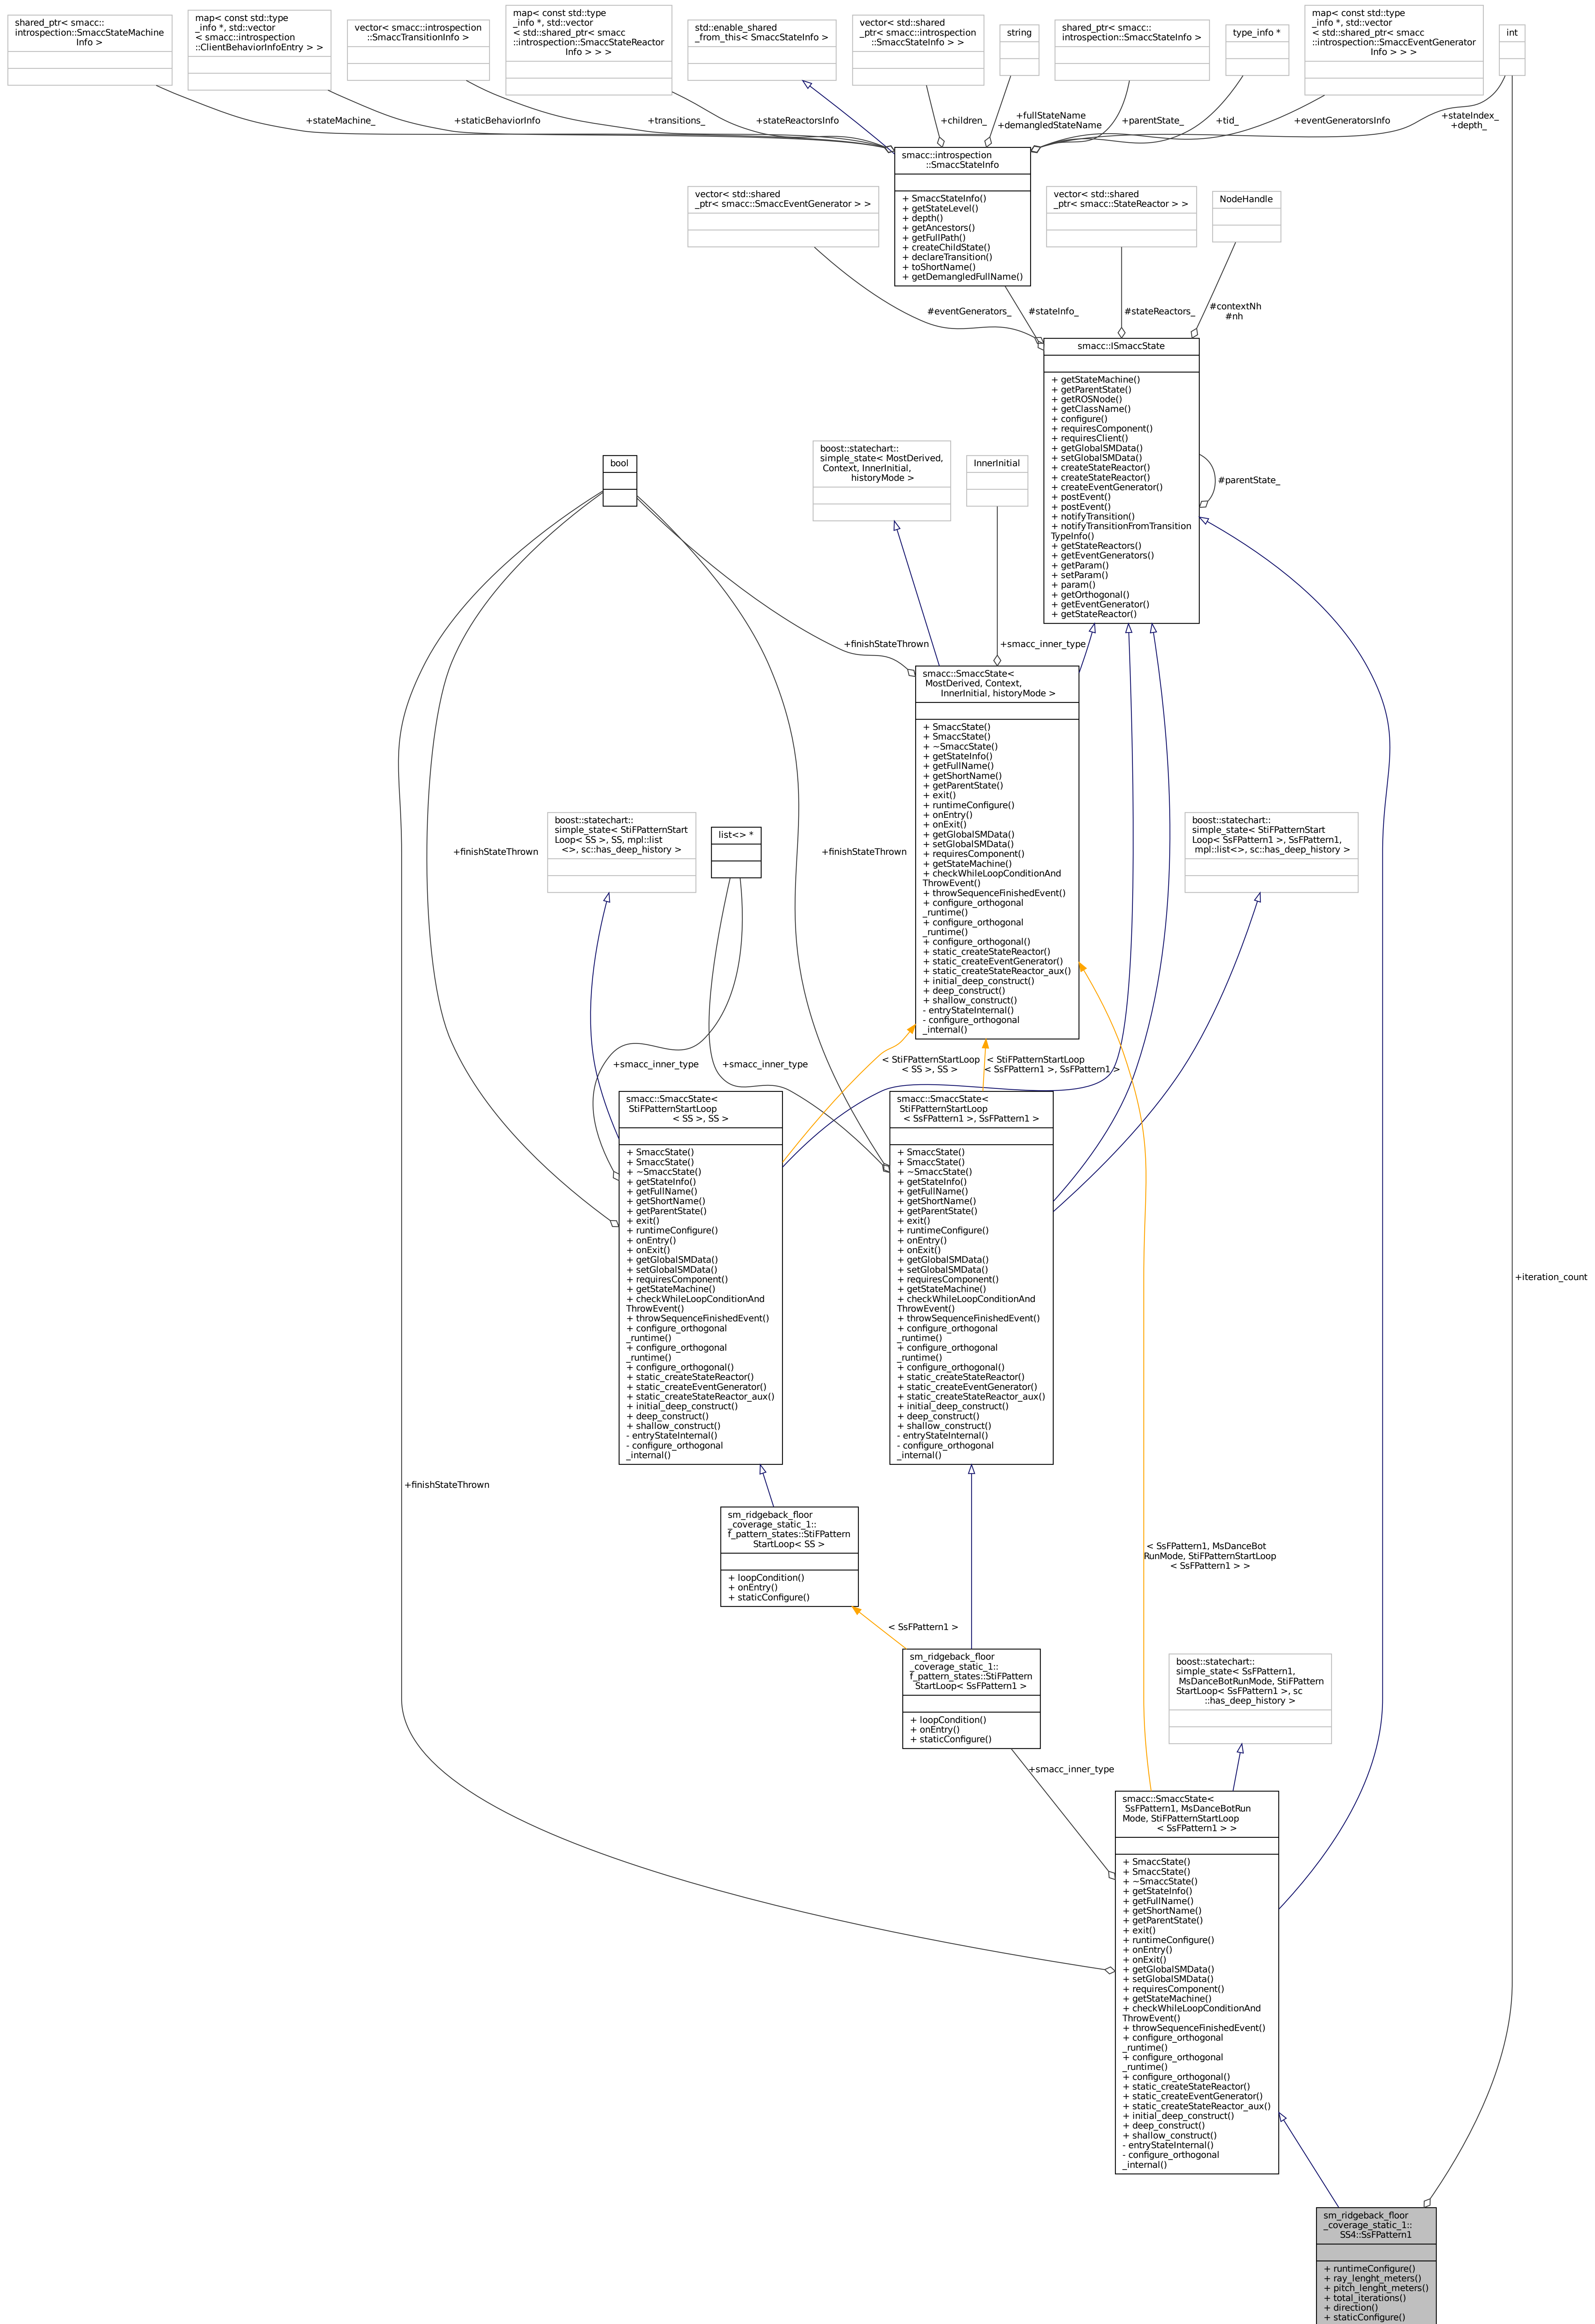 shared_ptr< smacc::
introspection::SmaccStateMachine
Info >
map< const std::type
_info *, std::vector
< smacc::introspection
::ClientBehaviorInfoEntry > >
vector< smacc::introspection
::SmaccTransitionInfo >
map< const std::type
_info *, std::vector
< std::shared_ptr< smacc
::introspection::SmaccStateReactor
Info > > >
std::enable_shared
_from_this< SmaccStateInfo >
vector< std::shared
_ptr< smacc::introspection
::SmaccStateInfo > >
string
shared_ptr< smacc::
introspection::SmaccStateInfo >
type_info *
map< const std::type
_info *, std::vector
< std::shared_ptr< smacc
::introspection::SmaccEventGenerator
Info > > >
int
+stateMachine_
+staticBehaviorInfo
+transitions_
+stateReactorsInfo
+children_
+fullStateName
+demangledStateName
+parentState_
+tid_
+eventGeneratorsInfo
+stateIndex_
+depth_
smacc::introspection
::SmaccStateInfo
+ SmaccStateInfo()
+ getStateLevel()
+ depth()
+ getAncestors()
+ getFullPath()
+ createChildState()
+ declareTransition()
+ toShortName()
+ getDemangledFullName()
vector< std::shared
_ptr< smacc::SmaccEventGenerator > >
vector< std::shared
_ptr< smacc::StateReactor > >
NodeHandle
#eventGenerators_
#stateInfo_
#stateReactors_
#contextNh
#nh
smacc::ISmaccState
+ getStateMachine()
+ getParentState()
+ getROSNode()
+ getClassName()
+ configure()
+ requiresComponent()
+ requiresClient()
+ getGlobalSMData()
+ setGlobalSMData()
+ createStateReactor()
+ createStateReactor()
+ createEventGenerator()
+ postEvent()
+ postEvent()
+ notifyTransition()
+ notifyTransitionFromTransition
TypeInfo()
+ getStateReactors()
+ getEventGenerators()
+ getParam()
+ setParam()
+ param()
+ getOrthogonal()
+ getEventGenerator()
+ getStateReactor()
#parentState_
bool
boost::statechart::
simple_state< MostDerived,
Context, InnerInitial,
historyMode >
InnerInitial
+finishStateThrown
+smacc_inner_type
smacc::SmaccState<
MostDerived, Context,
InnerInitial, historyMode >
+ SmaccState()
+ SmaccState()
+ ~SmaccState()
+ getStateInfo()
+ getFullName()
+ getShortName()
+ getParentState()
+ exit()
+ runtimeConfigure()
+ onEntry()
+ onExit()
+ getGlobalSMData()
+ setGlobalSMData()
+ requiresComponent()
+ getStateMachine()
+ checkWhileLoopConditionAnd
ThrowEvent()
+ throwSequenceFinishedEvent()
+ configure_orthogonal
_runtime()
+ configure_orthogonal
_runtime()
+ configure_orthogonal()
+ static_createStateReactor()
+ static_createEventGenerator()
+ static_createStateReactor_aux()
+ initial_deep_construct()
+ deep_construct()
+ shallow_construct()
- entryStateInternal()
- configure_orthogonal
_internal()
boost::statechart::
simple_state< StiFPatternStart
Loop< SS >, SS, mpl::list
<>, sc::has_deep_history >
list<> *
boost::statechart::
simple_state< StiFPatternStart
Loop< SsFPattern1 >, SsFPattern1,
mpl::list<>, sc::has_deep_history >
+finishStateThrown
+finishStateThrown
+smacc_inner_type
+smacc_inner_type
< StiFPatternStartLoop
< SS >, SS >
< StiFPatternStartLoop
< SsFPattern1 >, SsFPattern1 >
smacc::SmaccState<
StiFPatternStartLoop
< SS >, SS >
+ SmaccState()
+ SmaccState()
+ ~SmaccState()
+ getStateInfo()
+ getFullName()
+ getShortName()
+ getParentState()
+ exit()
+ runtimeConfigure()
+ onEntry()
+ onExit()
+ getGlobalSMData()
+ setGlobalSMData()
+ requiresComponent()
+ getStateMachine()
+ checkWhileLoopConditionAnd
ThrowEvent()
+ throwSequenceFinishedEvent()
+ configure_orthogonal
_runtime()
+ configure_orthogonal
_runtime()
+ configure_orthogonal()
+ static_createStateReactor()
+ static_createEventGenerator()
+ static_createStateReactor_aux()
+ initial_deep_construct()
+ deep_construct()
+ shallow_construct()
- entryStateInternal()
- configure_orthogonal
_internal()
smacc::SmaccState<
StiFPatternStartLoop
< SsFPattern1 >, SsFPattern1 >
+ SmaccState()
+ SmaccState()
+ ~SmaccState()
+ getStateInfo()
+ getFullName()
+ getShortName()
+ getParentState()
+ exit()
+ runtimeConfigure()
+ onEntry()
+ onExit()
+ getGlobalSMData()
+ setGlobalSMData()
+ requiresComponent()
+ getStateMachine()
+ checkWhileLoopConditionAnd
ThrowEvent()
+ throwSequenceFinishedEvent()
+ configure_orthogonal
_runtime()
+ configure_orthogonal
_runtime()
+ configure_orthogonal()
+ static_createStateReactor()
+ static_createEventGenerator()
+ static_createStateReactor_aux()
+ initial_deep_construct()
+ deep_construct()
+ shallow_construct()
- entryStateInternal()
- configure_orthogonal
_internal()
+iteration_count
+finishStateThrown
sm_ridgeback_floor
_coverage_static_1::
f_pattern_states::StiFPattern
StartLoop< SS >
+ loopCondition()
+ onEntry()
+ staticConfigure()
< SsFPattern1, MsDanceBot
RunMode, StiFPatternStartLoop
< SsFPattern1 > >
< SsFPattern1 >
sm_ridgeback_floor
_coverage_static_1::
f_pattern_states::StiFPattern
StartLoop< SsFPattern1 >
+ loopCondition()
+ onEntry()
+ staticConfigure()
boost::statechart::
simple_state< SsFPattern1,
MsDanceBotRunMode, StiFPattern
StartLoop< SsFPattern1 >, sc
::has_deep_history >
+smacc_inner_type
smacc::SmaccState<
SsFPattern1, MsDanceBotRun
Mode, StiFPatternStartLoop
< SsFPattern1 > >
+ SmaccState()
+ SmaccState()
+ ~SmaccState()
+ getStateInfo()
+ getFullName()
+ getShortName()
+ getParentState()
+ exit()
+ runtimeConfigure()
+ onEntry()
+ onExit()
+ getGlobalSMData()
+ setGlobalSMData()
+ requiresComponent()
+ getStateMachine()
+ checkWhileLoopConditionAnd
ThrowEvent()
+ throwSequenceFinishedEvent()
+ configure_orthogonal
_runtime()
+ configure_orthogonal
_runtime()
+ configure_orthogonal()
+ static_createStateReactor()
+ static_createEventGenerator()
+ static_createStateReactor_aux()
+ initial_deep_construct()
+ deep_construct()
+ shallow_construct()
- entryStateInternal()
- configure_orthogonal
_internal()
sm_ridgeback_floor
_coverage_static_1::
SS4::SsFPattern1
+ runtimeConfigure()
+ ray_lenght_meters()
+ pitch_lenght_meters()
+ total_iterations()
+ direction()
+ staticConfigure()